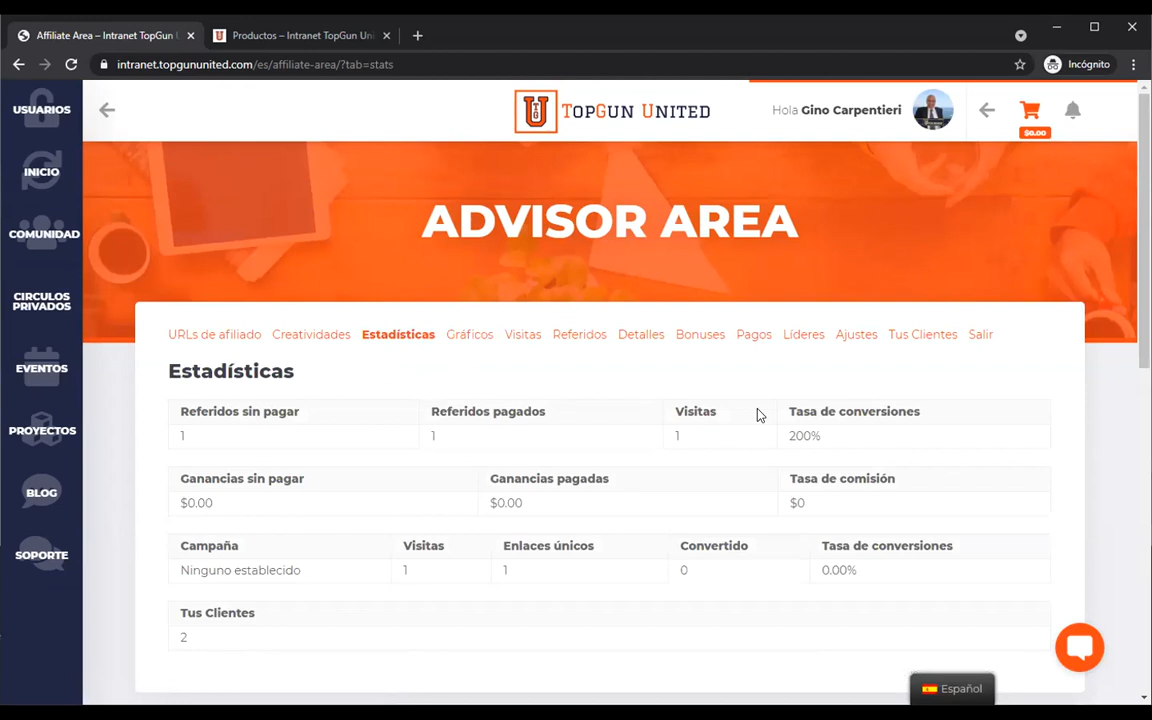 Affiliate Area – Intranet TopGun U
Productos – Intranet TopGun Uni
intranet.topgununited.com/es/affiliate-area/?tab=stats
Incógnito
USUARIOS
INICIO
COMUNIDAD
CIRCULOS
PRIVADOS
EVENTOS
PROYECTOS
BLOG
SOPORTE
TOPGUN UNITED
Hola Gino Carpentieri
$0.00
ADVISOR AREA
URLs de afiliado Creatividades Estadísticas Gráficos Visitas Referidos Detalles Bonuses Pagos Líderes Ajustes Tus Clientes Salir
Estadísticas
Referidos sin pagar Referidos pagados Visitas Tasa de conversiones
1 1 1 200%
Ganancias sin pagar Ganancias pagadas Tasa de comisión
$0.00 $0.00 $0
Campaña Visitas Enlaces únicos Convertido Tasa de conversiones
Ninguno establecido 1 1 0 0.00%
Tus Clientes
2
Español